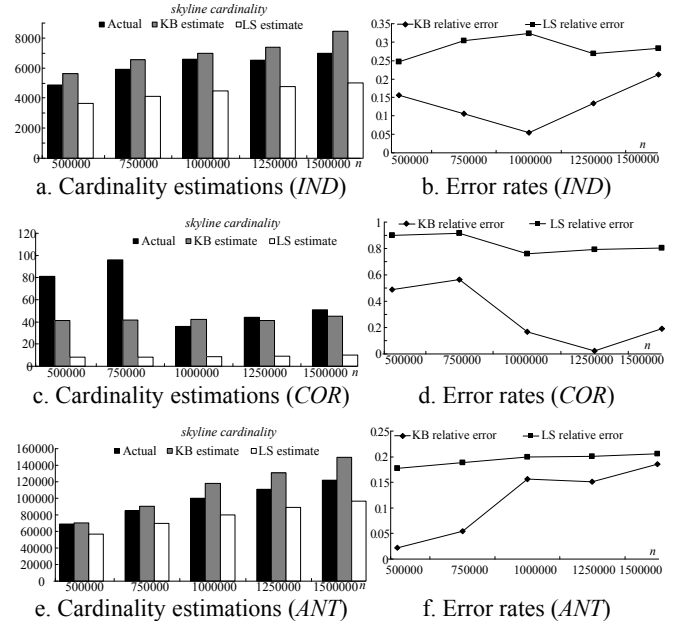 skyline cardinality
Actual KB estimate LS estimate
8000
6000
4000
2000
0
500000 750000 1000000 1250000 1500000 n
a. Cardinality estimations (IND)
KB relative error LS relative error
0.35
0.3
0.25
0.2
0.15
0.1
0.05
n
500000 750000 1000000 1250000 1500000
b. Error rates (IND)
skyline cardinality
Actual KB estimate LS estimate
120
100
80
60
40
20
0
500000 750000 1000000 1250000 1500000 n
c. Cardinality estimations (COR)
KB relative error LS relative error
1
0.8
0.6
0.4
0.2
0
n
500000 750000 1000000 1250000 1500000
d. Error rates (COR)
skyline cardinality
Actual KB estimate LS estimate
160000
140000
120000
100000
80000
60000
40000
20000
0
500000 750000 1000000 1250000 1500000 n
e. Cardinality estimations (ANT)
KB relative error LS relative error
0.2
0.15
0.1
0.05
0
n
500000 750000 1000000 1250000 1500000
f. Error rates (ANT)